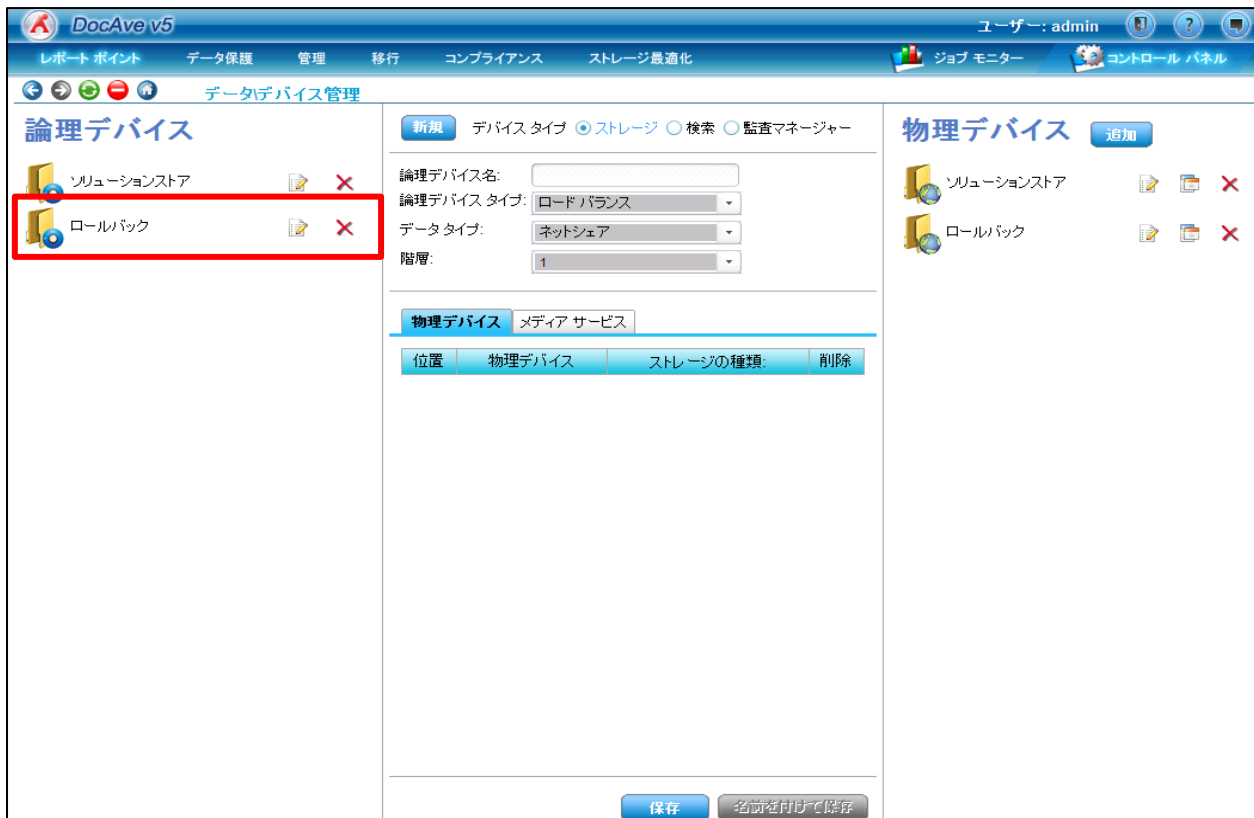 DocAve v5
ユーザー: admin
レポート ポイント データ保護 管理 移行 コンプライアンス ストレージ最適化 ジョブ モニター コントロール パネル
データ\デバイス管理
論理デバイス
ソリューションストア
ロールバック
新規 デバイス タイプ ストレージ 検索 監査マネージャー
論理デバイス名:
論理デバイス タイプ: ロード バランス
データ タイプ: ネットシェア
階層: 1
物理デバイス メディア サービス
位置 物理デバイス ストレージの種類: 削除
保存 名前を付けて保存
物理デバイス 追加
ソリューションストア
ロールバック